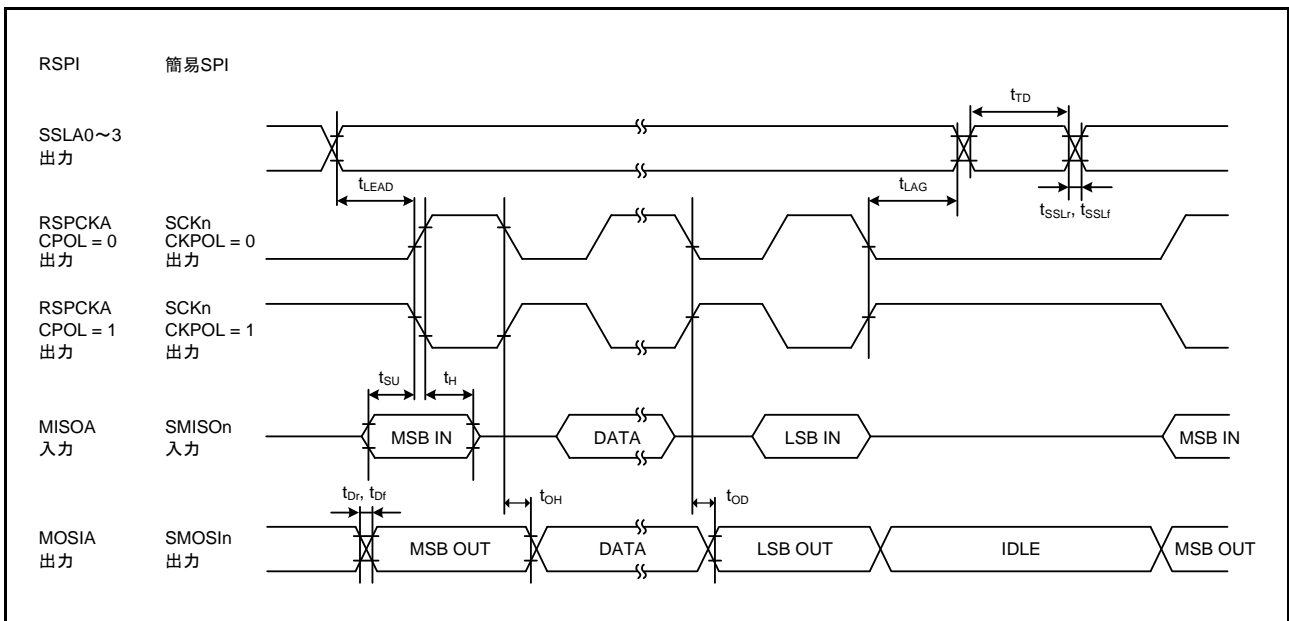 RSPI 簡易SPI
tTD
SSLA0～3
出力
tLEAD
tLAG
tSSLr, tSSLf
RSPCKA SCKn
CPOL = 0 CKPOL = 0
出力 出力
RSPCKA SCKn
CPOL = 1 CKPOL = 1
出力 出力
tSU tH
MISOA SMISOn MSB IN DATA LSB IN MSB IN
入力 入力
tDr, tDf tOH tOD
MOSIA SMOSIn MSB OUT DATA LSB OUT IDLE MSB OUT
出力 出力